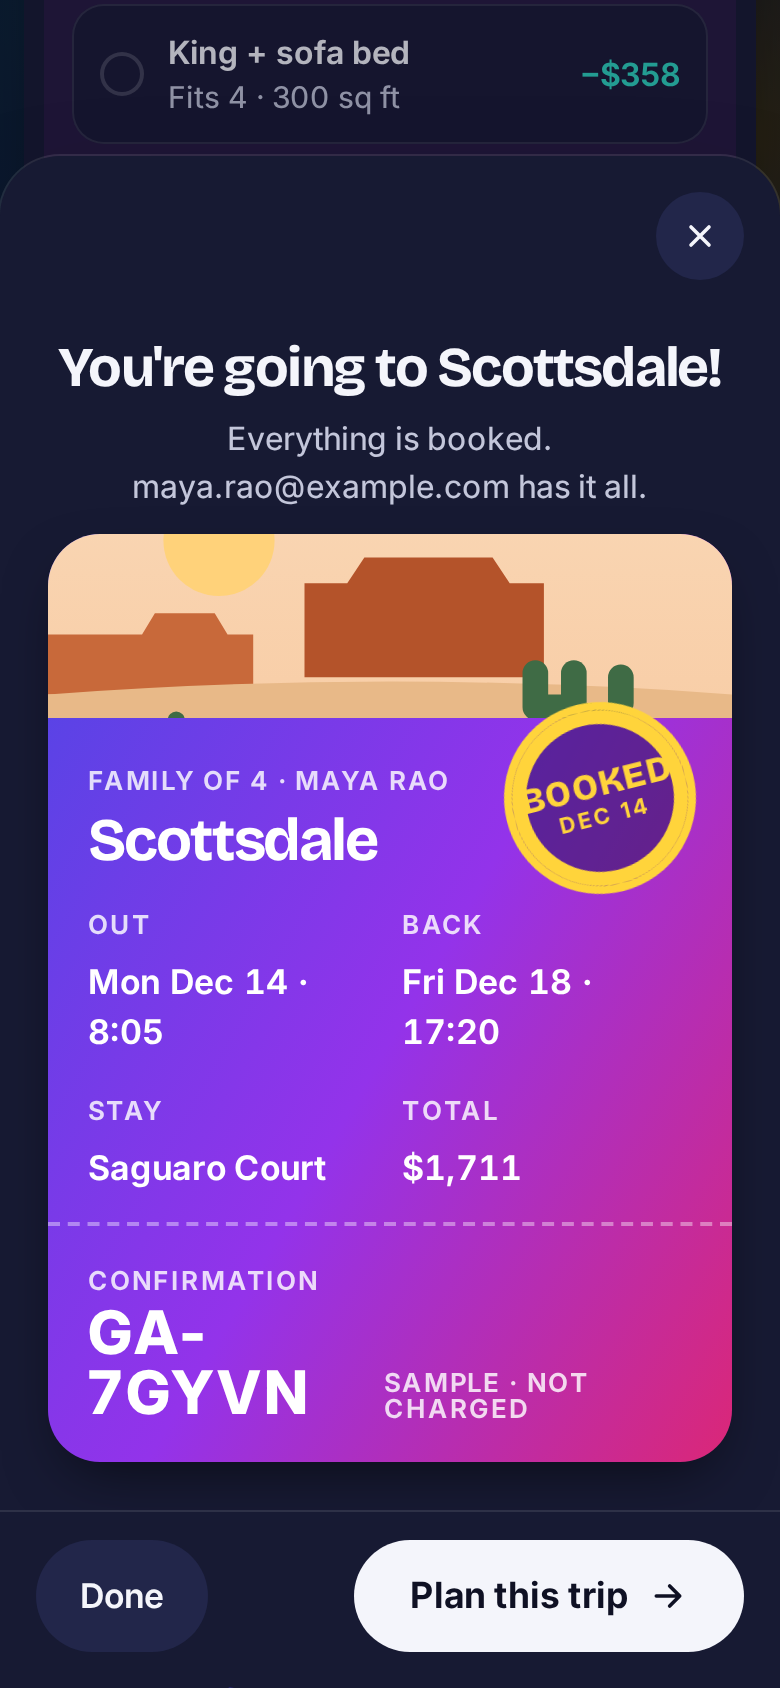 King + sofa bed
Fits 4 · 300 sq ft
−$358
You're going to Scottsdale!
Everything is booked.
maya.rao@example.com has it all.
FAMILY OF 4 · MAYA RAO
Scottsdale
BOOKED
DEC 14
OUT
Mon Dec 14 ·
8:05
BACK
Fri Dec 18 ·
17:20
STAY
Saguaro Court
TOTAL
$1,711
CONFIRMATION
GA-
7GYVN
SAMPLE · NOT
CHARGED
Done
Plan this trip →